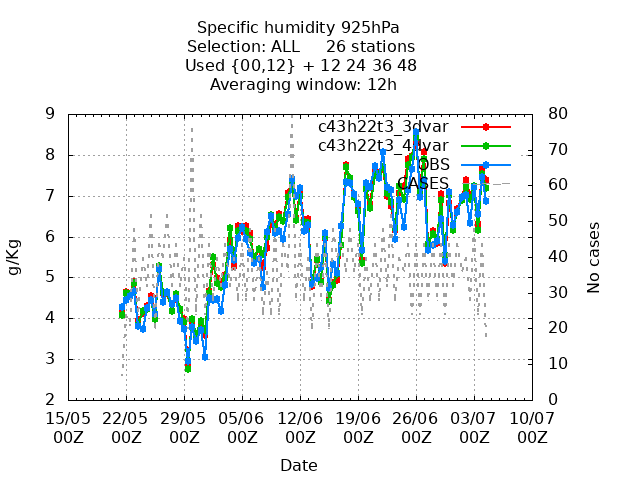 Specific humidity 925hPa
Selection: ALL 26 stations
Used {00,12} + 12 24 36 48
Averaging window: 12h
c43h22t3_3dvar
c43h22t3_4dvar
OBS
CASES
g/Kg
9
8
7
6
5
4
3
2
No cases
80
70
60
50
40
30
20
10
0
15/05 22/05 29/05 05/06 12/06 19/06 26/06 03/07 10/07
00Z 00Z 00Z 00Z 00Z 00Z 00Z 00Z 00Z
Date